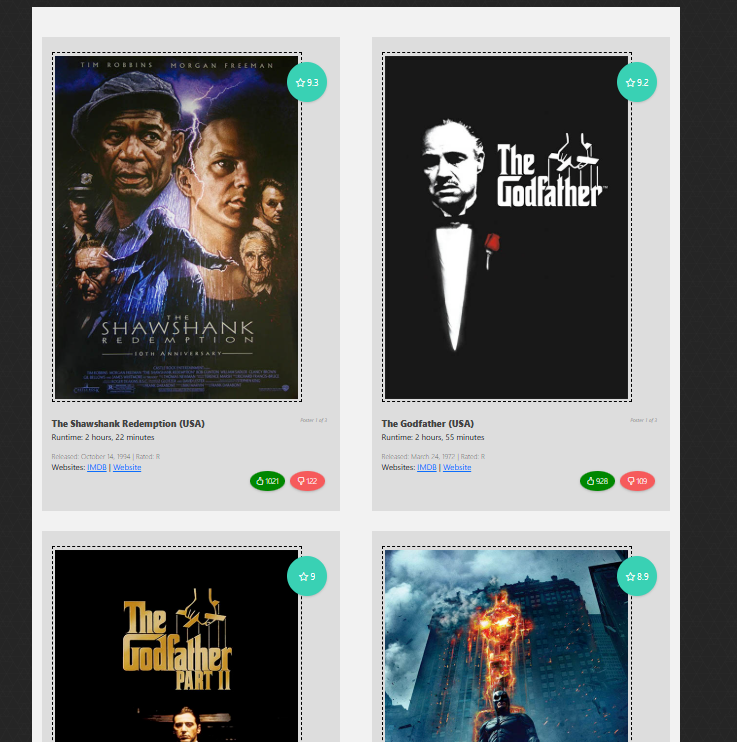 TIM ROBBINS MORGAN FREEMAN
9.3
THE
SHAWSHANK
REDEMPTION
10TH ANNIVERSARY
The Shawshank Redemption (USA)
Poster 1 of 3
Runtime: 2 hours, 22 minutes
Released: October 14, 1994 | Rated: R
Websites: IMDB | Website
1021
122
9.2
The
Godfather
The Godfather (USA)
Poster 1 of 3
Runtime: 2 hours, 55 minutes
Released: March 24, 1972 | Rated: R
Websites: IMDB | Website
928
109
9
The
Godfather
PART II
8.9